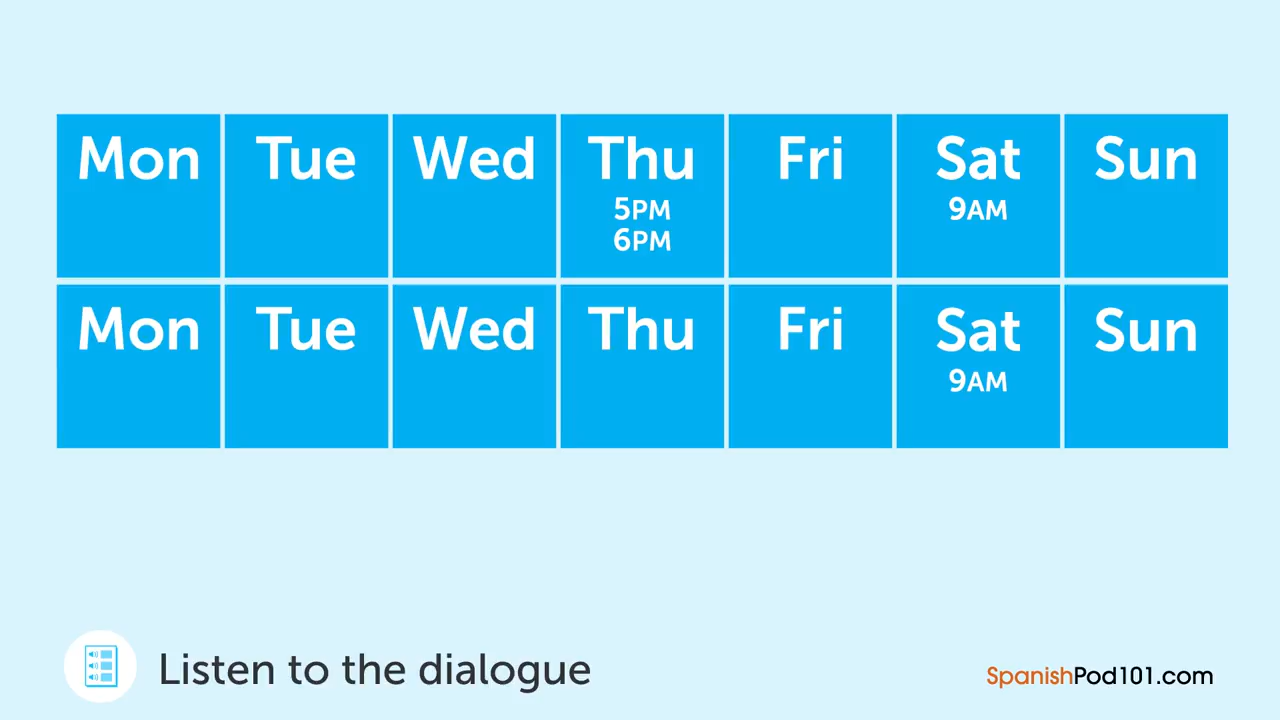 Mon Tue Wed Thu Fri Sat Sun
5PM 9AM
6PM
Mon Tue Wed Thu Fri Sat Sun
9AM
Listen to the dialogue
SpanishPod101.com